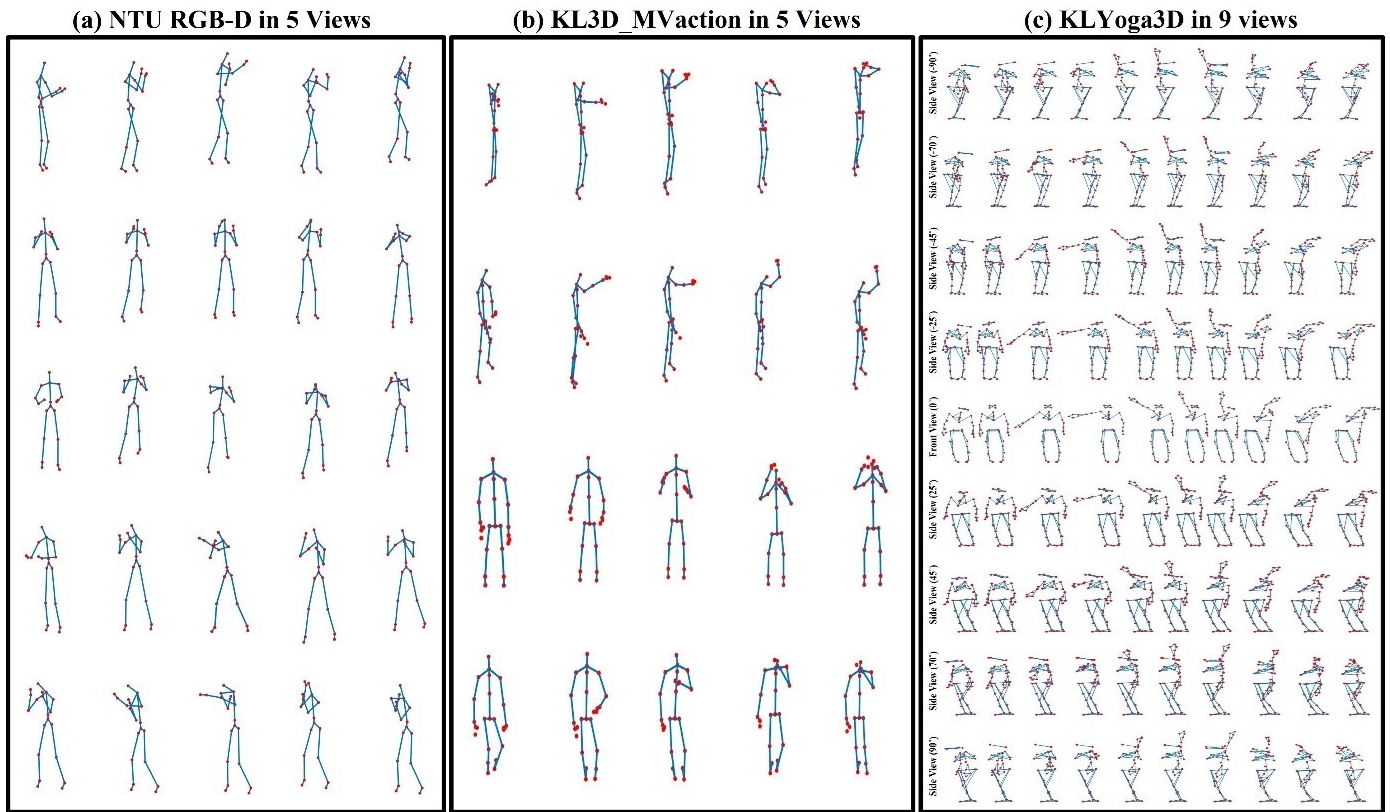 (a) NTU RGB-D in 5 Views
(b) KL3D_MVaction in 5 Views
(c) KLYoga3D in 9 views
Side View (-90°)
Side View (-70°)
Side View (-45°)
Side View (-25°)
Front View (0°)
Side View (25°)
Side View (45°)
Side View (70°)
Side View (90°)